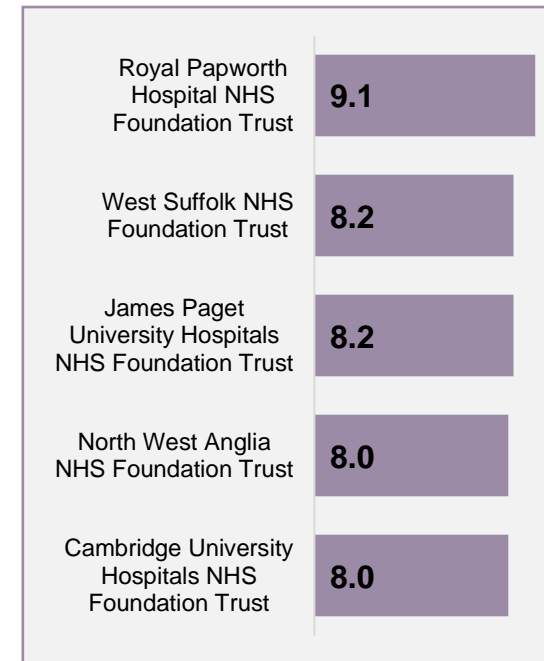 Royal Papworth
Hospital NHS
Foundation Trust
9.1
West Suffolk NHS
Foundation Trust
8.2
James Paget
University Hospitals
NHS Foundation Trust
8.2
North West Anglia
NHS Foundation Trust
8.0
Cambridge University
Hospitals NHS
Foundation Trust
8.0